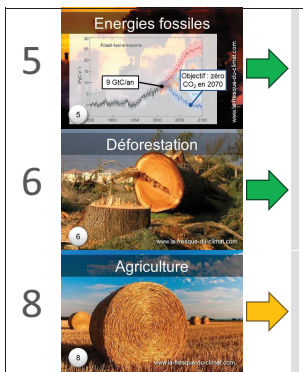 5
Energies fossiles
Fossil-fuel emissions
9 GtC/an
Objectif : zéro
CO₂ en 2070
www.la-fresque-du-climat.com
5
6
Déforestation
6
www.la-fresque-du-climat.com
8
Agriculture
8
www.la-fresque-du-climat.com